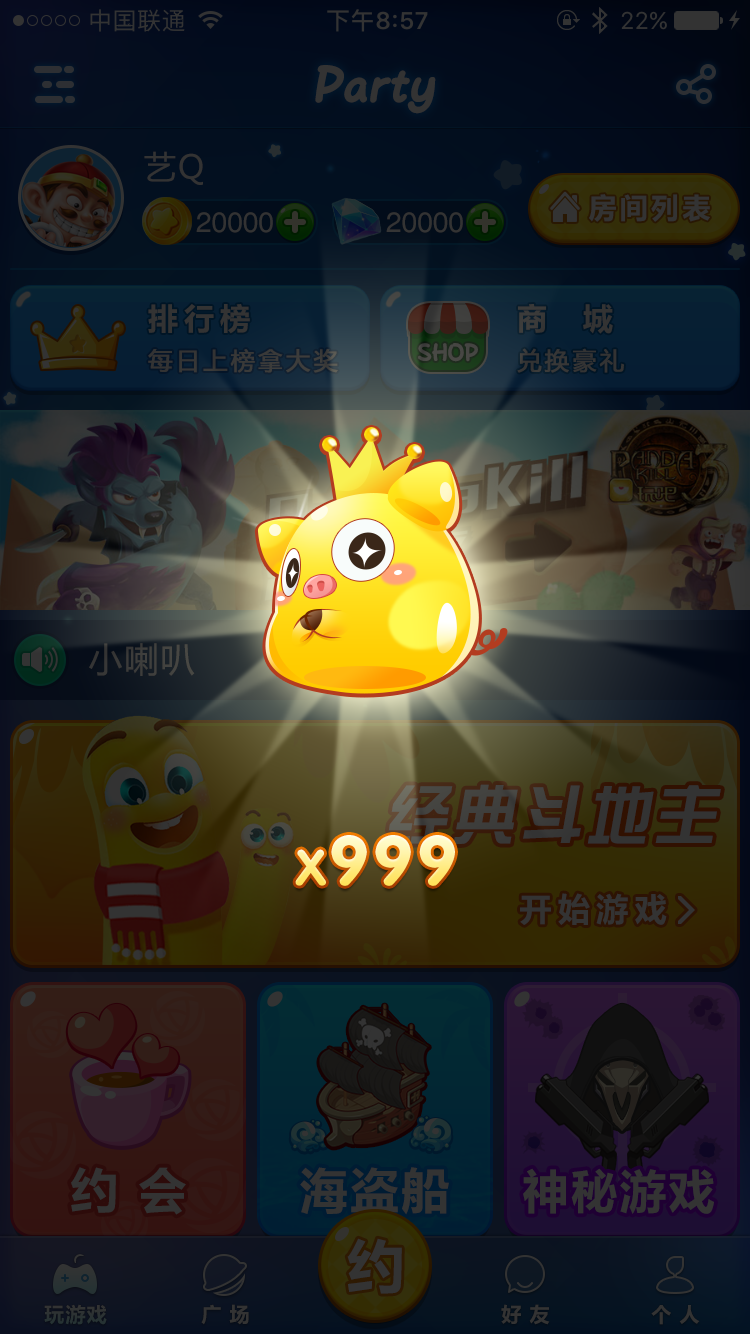 中国联通 下午8:57 22%
Party
艺Q
20000 20000 房间列表
排行榜 商 城
每日上榜拿大奖 SHOP 兑换豪礼
Kill
PANDA KILL 3
小喇叭
经典斗地主
x999
开始游戏
约 会 海盗船 神秘游戏
约
玩游戏 广 场 好 友 个 人